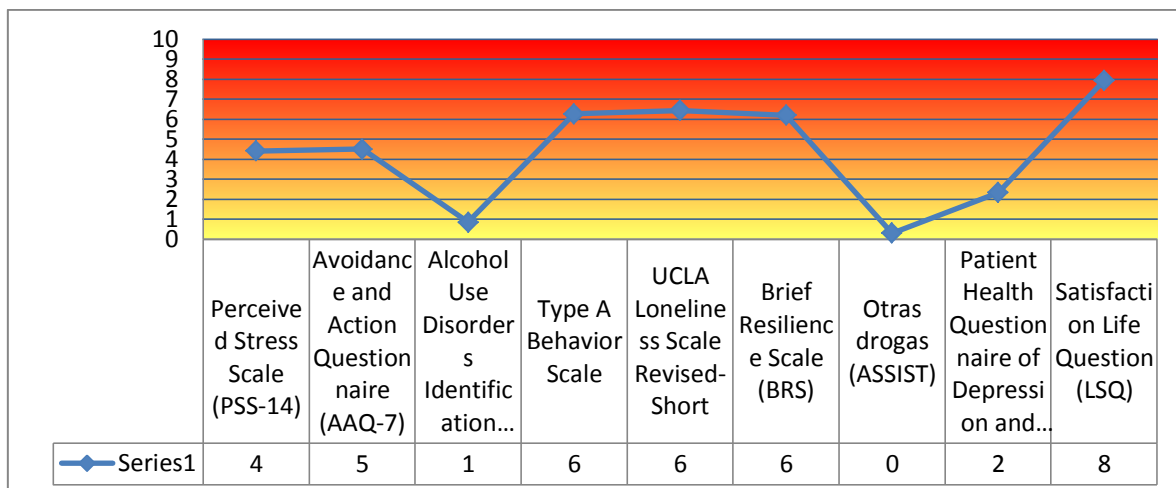 10
9
8
7
6
5
4
3
2
1
0
Perceive
d Stress
Scale
(PSS-14)
Avoidanc
e and
Action
Question
naire
(AAQ-7)
Alcohol
Use
Disorder
s
Identific
ation...
Type A
Behavior
Scale
UCLA
Loneline
ss Scale
Revised-
Short
Brief
Resilienc
e Scale
(BRS)
Otras
drogas
(ASSIST)
Patient
Health
Question
naire of
Depressi
on and...
Satisfacti
on Life
Question
(LSQ)
Series1 4 5 1 6 6 6 0 2 8